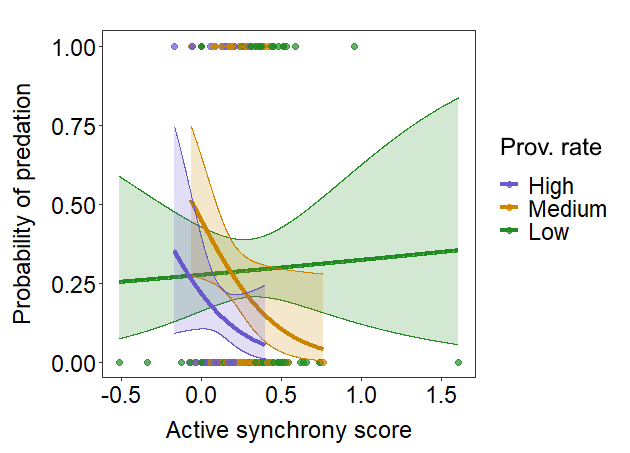 1.00
0.75
0.50
0.25
0.00
-0.5 0.0 0.5 1.0 1.5
Active synchrony score
Probability of predation
Prov. rate
High
Medium
Low